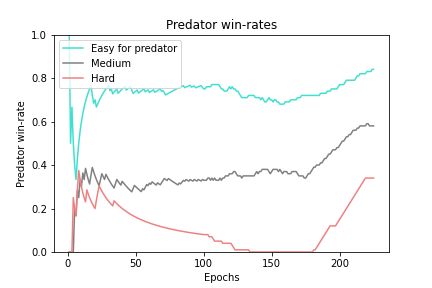 Predator win-rates
Easy for predator
Medium
Hard
Predator win-rate
1.0
0.8
0.6
0.4
0.2
0.0
0
50
100
150
200
Epochs